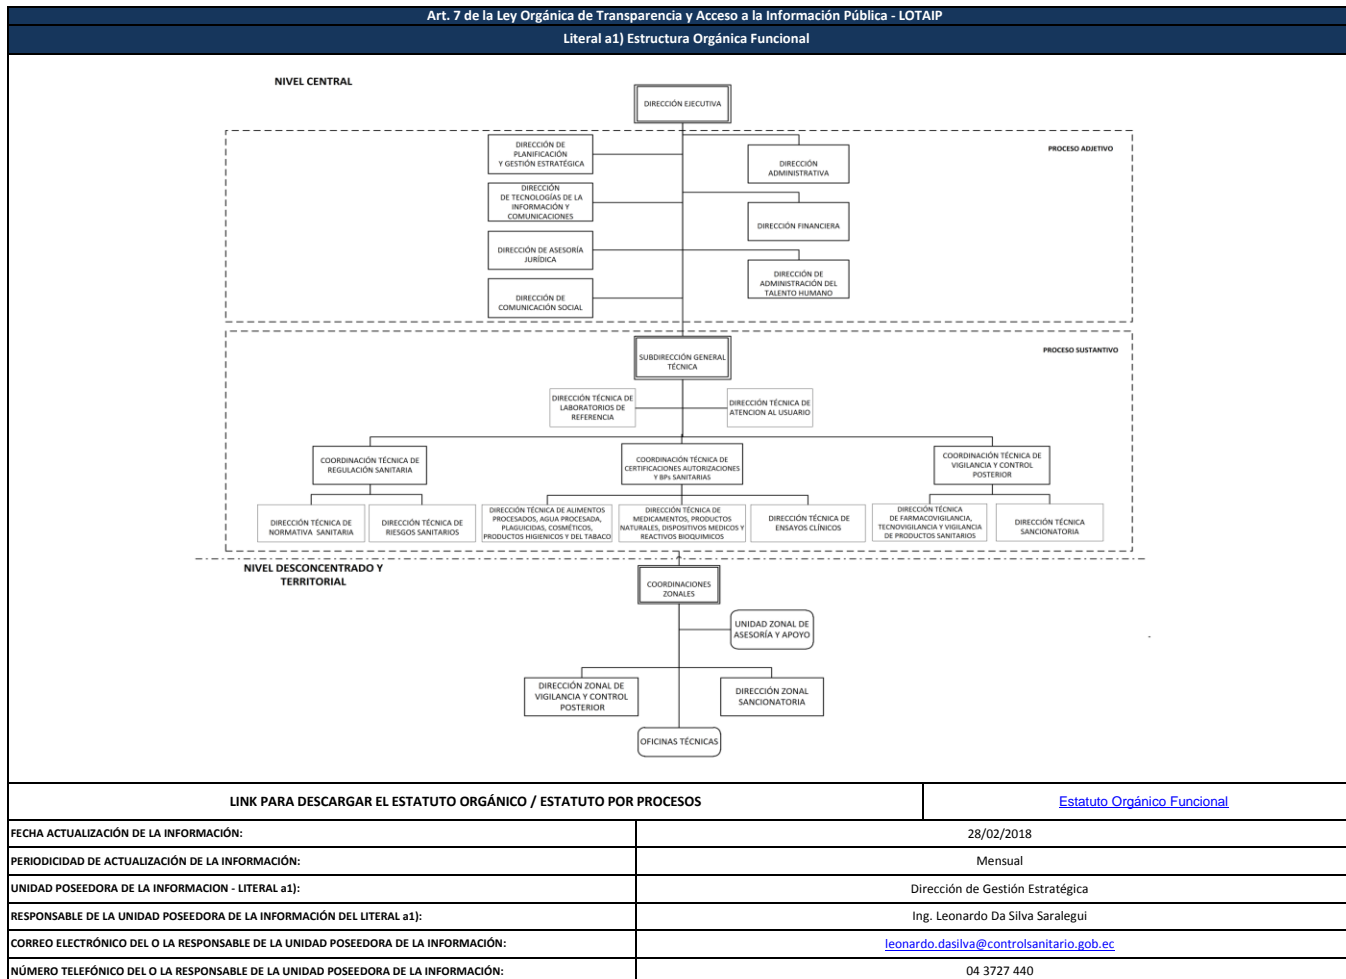 Art. 7 de la Ley Orgánica de Transparencia y Acceso a la Información Pública - LOTAIP
Literal a1) Estructura Orgánica Funcional
NIVEL CENTRAL
DIRECCIÓN EJECUTIVA
PROCESO ADJETIVO
DIRECCIÓN DE
PLANIFICACIÓN
Y GESTIÓN ESTRATÉGICA
DIRECCIÓN
ADMINISTRATIVA
DIRECCIÓN
DE TECNOLOGÍAS DE LA
INFORMACIÓN Y
COMUNICACIONES
DIRECCIÓN FINANCIERA
DIRECCIÓN DE ASESORÍA
JURÍDICA
DIRECCIÓN DE
ADMINISTRACIÓN DEL
TALENTO HUMANO
DIRECCIÓN DE
COMUNICACIÓN SOCIAL
PROCESO SUSTANTIVO
SUBDIRECCIÓN GENERAL
TÉCNICA
DIRECCIÓN TÉCNICA DE
LABORATORIOS DE
REFERENCIA
DIRECCIÓN TÉCNICA DE
ATENCION AL USUARIO
COORDINACIÓN TÉCNICA DE
REGULACIÓN SANITARIA
COORDINACIÓN TÉCNICA DE
CERTIFICACIONES AUTORIZACIONES
Y BPs SANITARIAS
COORDINACIÓN TÉCNICA DE
VIGILANCIA Y CONTROL
POSTERIOR
DIRECCIÓN TÉCNICA DE
NORMATIVA SANITARIA
DIRECCIÓN TÉCNICA DE
RIESGOS SANITARIOS
DIRECCIÓN TÉCNICA DE ALIMENTOS
PROCESADOS, AGUA PROCESADA,
PLAGUICIDAS, COSMÉTICOS,
PRODUCTOS HIGIENICOS Y DEL TABACO
DIRECCIÓN TÉCNICA DE
MEDICAMENTOS, PRODUCTOS
NATURALES, DISPOSITIVOS MEDICOS Y
REACTIVOS BIOQUIMICOS
DIRECCIÓN TÉCNICA DE
ENSAYOS CLÍNICOS
DIRECCIÓN TÉCNICA
DE FARMACOVIGILANCIA,
TECNOVIGILANCIA Y VIGILANCIA
DE PRODUCTOS SANITARIOS
DIRECCIÓN TÉCNICA
SANCIONATORIA
NIVEL DESCONCENTRADO Y
TERRITORIAL
COORDINACIONES
ZONALES
UNIDAD ZONAL DE
ASESORÍA Y APOYO
DIRECCIÓN ZONAL DE
VIGILANCIA Y CONTROL
POSTERIOR
DIRECCIÓN ZONAL
SANCIONATORIA
OFICINAS TÉCNICAS
LINK PARA DESCARGAR EL ESTATUTO ORGÁNICO / ESTATUTO POR PROCESOS
Estatuto Orgánico Funcional
FECHA ACTUALIZACIÓN DE LA INFORMACIÓN:
28/02/2018
PERIODICIDAD DE ACTUALIZACIÓN DE LA INFORMACIÓN:
Mensual
UNIDAD POSEEDORA DE LA INFORMACION - LITERAL a1):
Dirección de Gestión Estratégica
RESPONSABLE DE LA UNIDAD POSEEDORA DE LA INFORMACIÓN DEL LITERAL a1):
Ing. Leonardo Da Silva Saralegui
CORREO ELECTRÓNICO DEL O LA RESPONSABLE DE LA UNIDAD POSEEDORA DE LA INFORMACIÓN:
leonardo.dasilva@controlsanitario.gob.ec
NÚMERO TELEFÓNICO DEL O LA RESPONSABLE DE LA UNIDAD POSEEDORA DE LA INFORMACIÓN:
04 3727 440